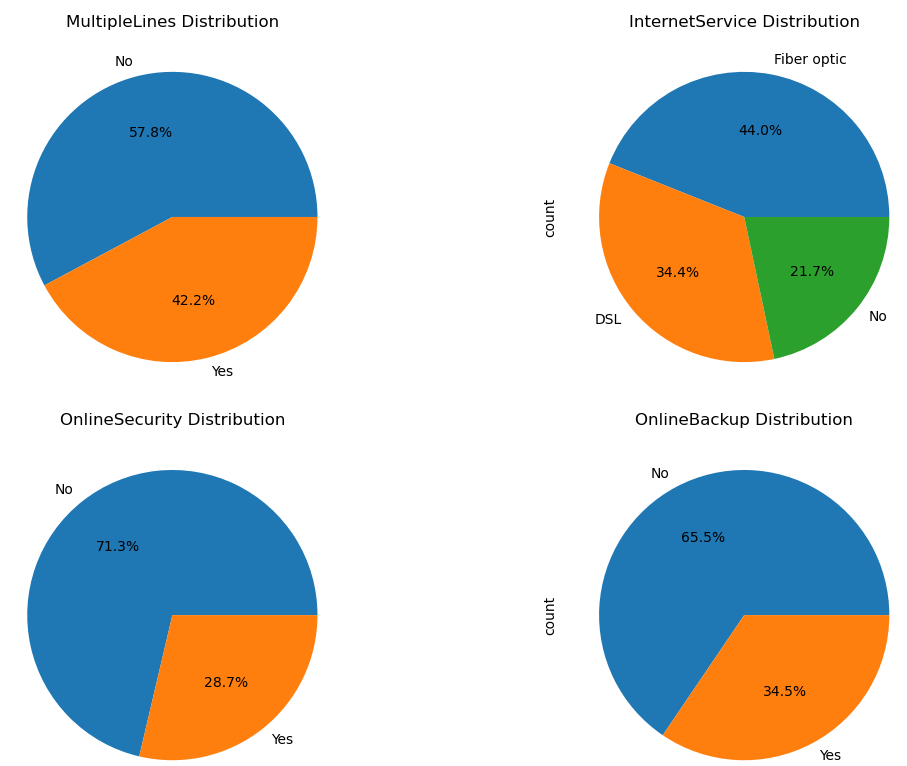 MultipleLines Distribution
No
57.8%
42.2%
Yes
InternetService Distribution
Fiber optic
44.0%
count
34.4%
21.7%
DSL
No
OnlineSecurity Distribution
No
71.3%
28.7%
Yes
OnlineBackup Distribution
No
65.5%
count
34.5%
Yes